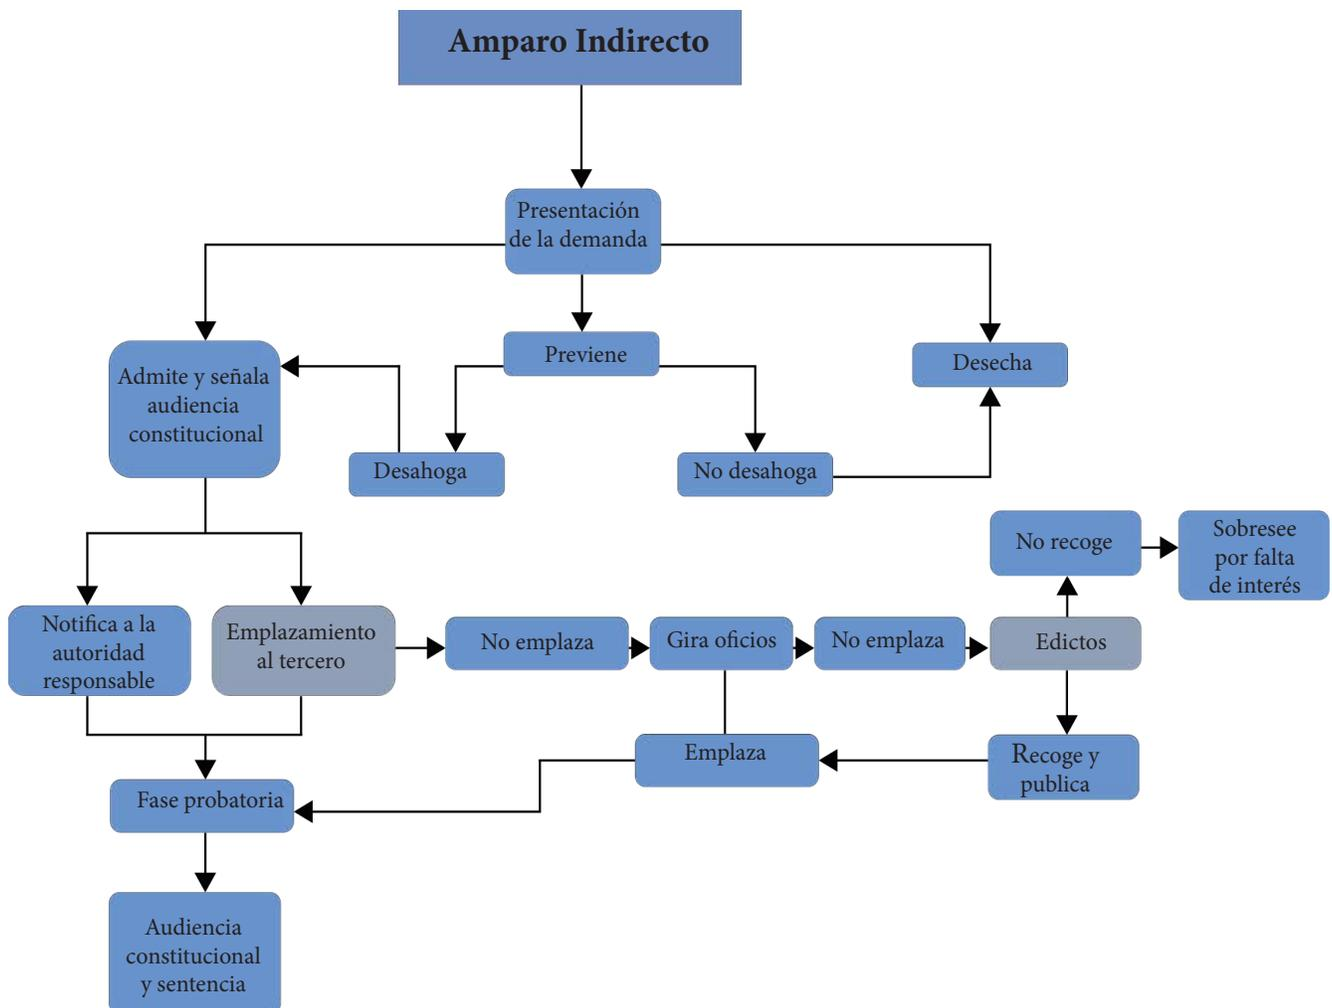 Amparo Indirecto
Presentación
de la demanda
Previene
Desecha
Admite y señala
audiencia
constitucional
Desahoga
No desahoga
No recoge
Sobresee
por falta
de interés
Notifica a la
autoridad
responsable
Emplazamiento
al tercero
No emplaza
Gira oficios
No emplaza
Edictos
Emplaza
Recoge y
publica
Fase probatoria
Audiencia
constitucional
y sentencia